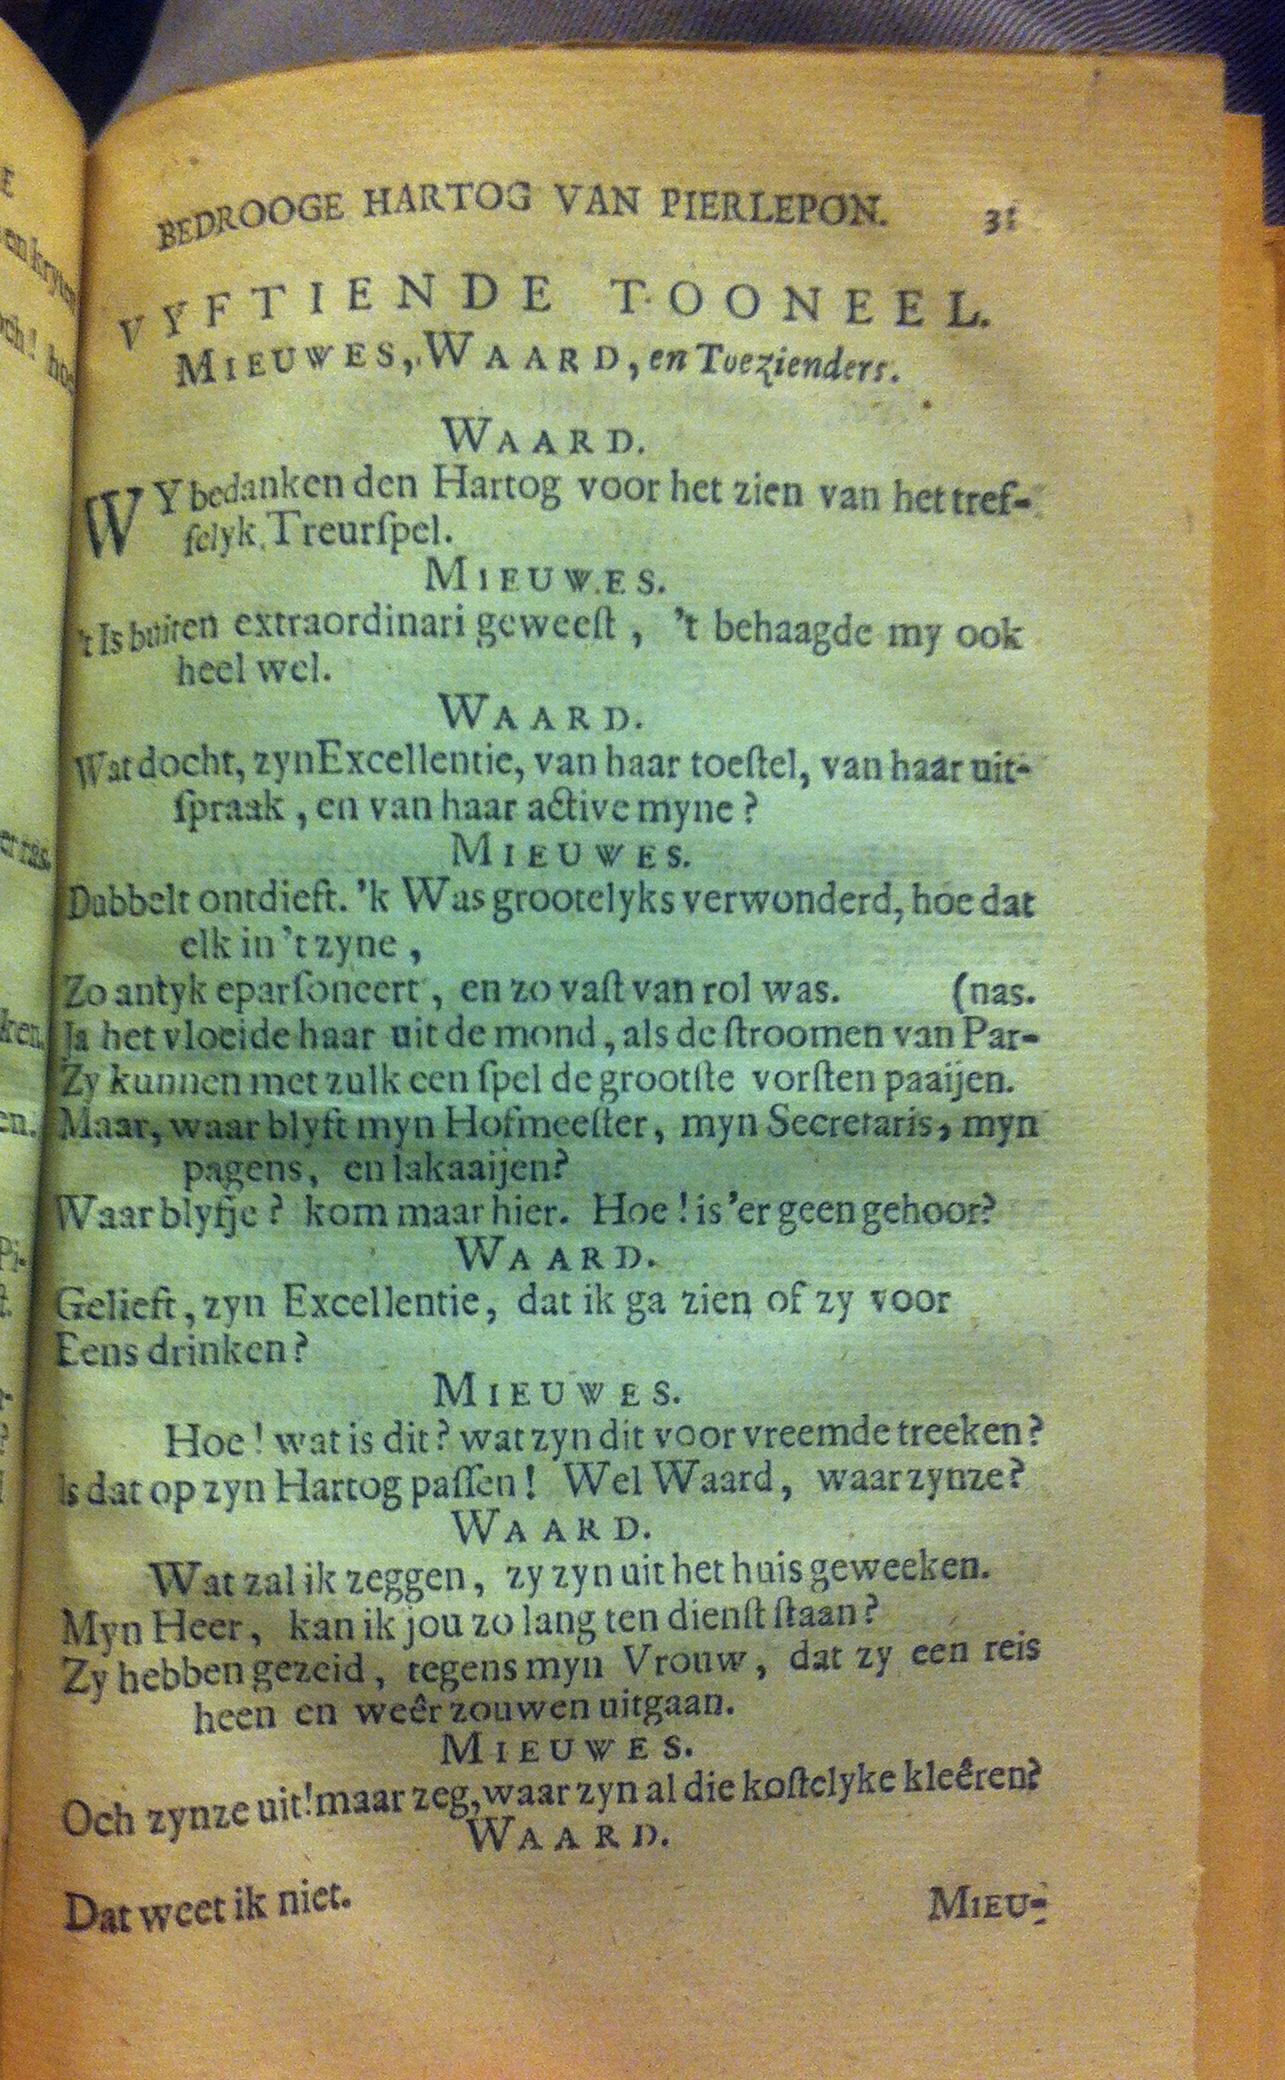 BEDROOGE HARTOG VAN PIERLEPON. 31
VYFTIENDE TOONEEL.
MIEUWES, WAARD, en Toezienders.
WAARD.
WY bedanken den Hartog voor het zien van het tref-
felyk Treurſpel.
MIEUWES.
't Is buiten extraordinari geweeſt, 't behaagde my ook
heel wel.
WAARD.
Wat docht, zyn Excellentie, van haar toeſtel, van haar uit-
ſpraak, en van haar active myne?
MIEUWES.
Dubbelt ontdieft. 'k Was grootelyks verwonderd, hoe dat
elk in 't zyne,
Zo antyk eparſoneert, en zo vaſt van rol was. (nas.
Ja het vloeide haar uit de mond, als de ſtroomen van Par-
Zy kunnen met zulk een ſpel de grootſte vorſten paaijen.
Maar, waar blyft myn Hofmeeſter, myn Secretaris, myn
pagens, en lakaaijen?
Waar blyfje? kom maar hier. Hoe! is 'er geen gehoor?
WAARD.
Gelieft, zyn Excellentie, dat ik ga zien of zy voor
Eens drinken?
MIEUWES.
Hoe! wat is dit? wat zyn dit voor vreemde treeken?
Is dat op zyn Hartog paſſen! Wel Waard, waar zynze?
WAARD.
Wat zal ik zeggen, zy zyn uit het huis geweeken.
Myn Heer, kan ik jou zo lang ten dienſt ſtaan?
Zy hebben gezeid, tegens myn Vrouw, dat zy een reis
heen en weêr zouwen uitgaan.
MIEUWES.
Och zynze uit! maar zeg, waar zyn al die koſtelyke kleêren?
WAARD.
Dat weet ik niet.
MIEU-